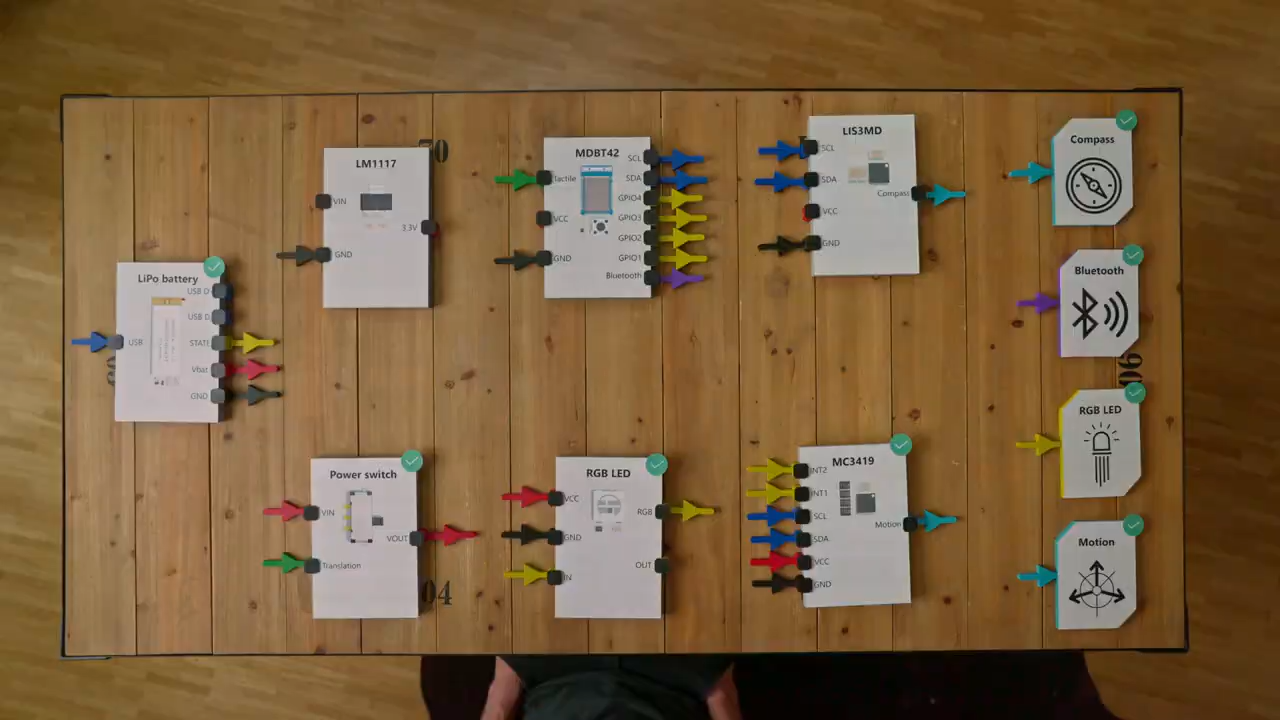 LiPo battery
USB D
USB D
USB
STATE
Vbat
GND
LM1117
VIN
3.3V
GND
Power switch
VIN
VOUT
Translation
MDBT42
SCL
Tactile
SDA
GPIO4
VCC
GPIO3
GPIO2
GND
GPIO1
Bluetooth
RGB LED
VCC
RGB
GND
OUT
IN
LIS3MD
SCL
SDA
Compass
VCC
GND
MC3419
INT2
INT1
SCL
Motion
SDA
VCC
GND
Compass
Bluetooth
RGB LED
Motion
04